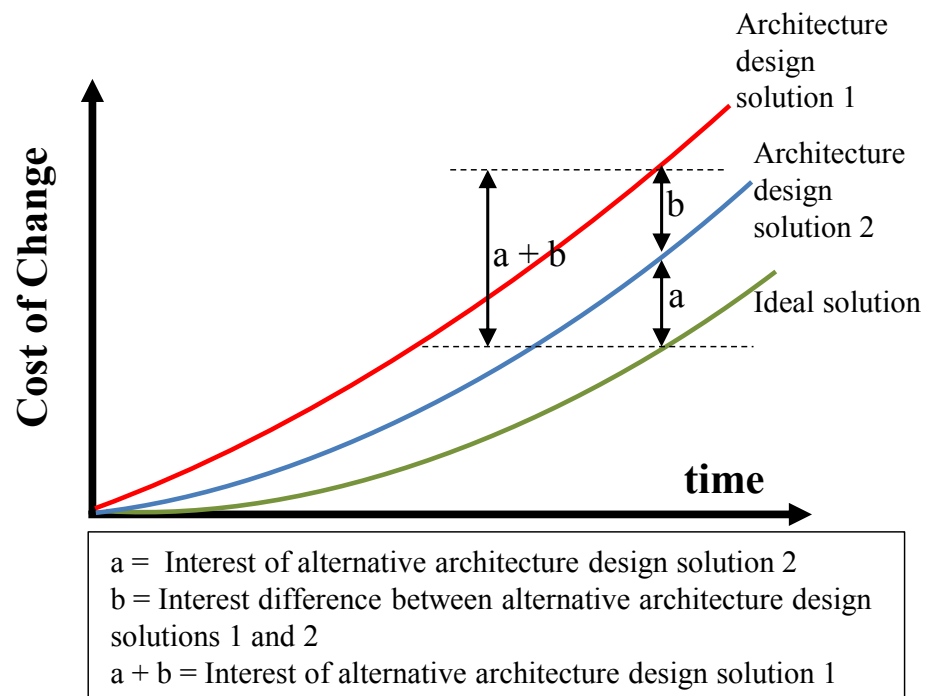 Architecture
design
solution 1
Architecture
design
solution 2
b
a + b
a
Ideal solution
Cost of Change
time
a = Interest of alternative architecture design solution 2
b = Interest difference between alternative architecture design
solutions 1 and 2
a + b = Interest of alternative architecture design solution 1